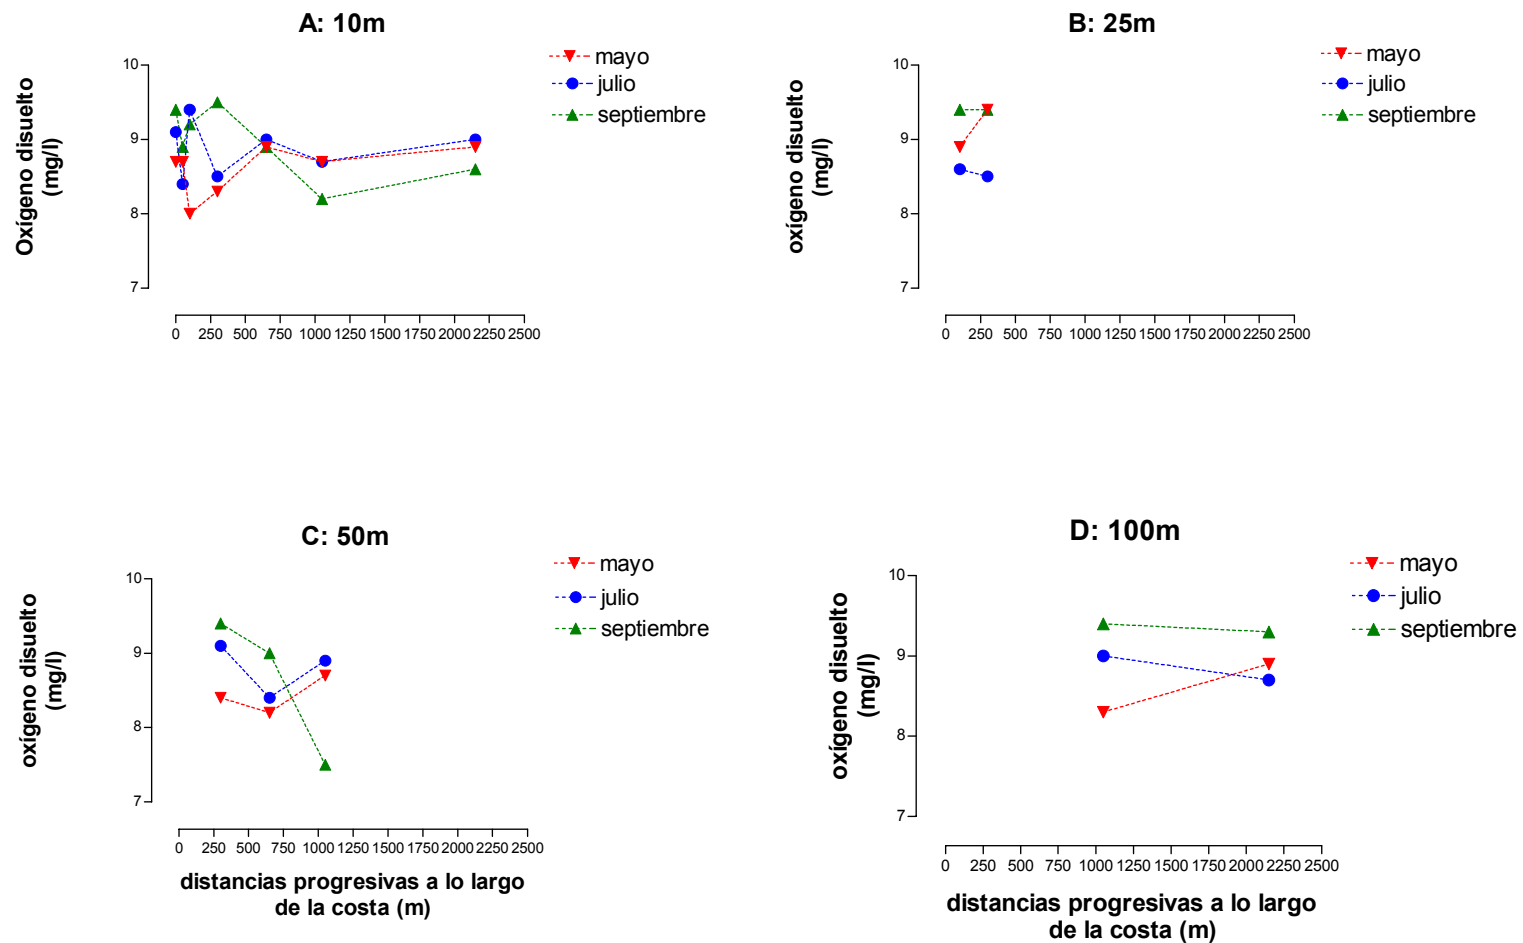 A: 10m
mayo
julio
septiembre
Oxígeno disuelto
(mg/l)
10
9
8
7
0 250 500 750 1000 1250 1500 1750 2000 2250 2500
B: 25m
mayo
julio
septiembre
oxígeno disuelto
(mg/l)
10
9
8
7
0 250 500 750 1000 1250 1500 1750 2000 2250 2500
C: 50m
mayo
julio
septiembre
oxígeno disuelto
(mg/l)
10
9
8
7
0 250 500 750 1000 1250 1500 1750 2000 2250 2500
distancias progresivas a lo largo
de la costa (m)
D: 100m
mayo
julio
septiembre
oxígeno disuelto
(mg/l)
10
9
8
7
0 250 500 750 1000 1250 1500 1750 2000 2250 2500
distancias progresivas a lo largo
de la costa (m)